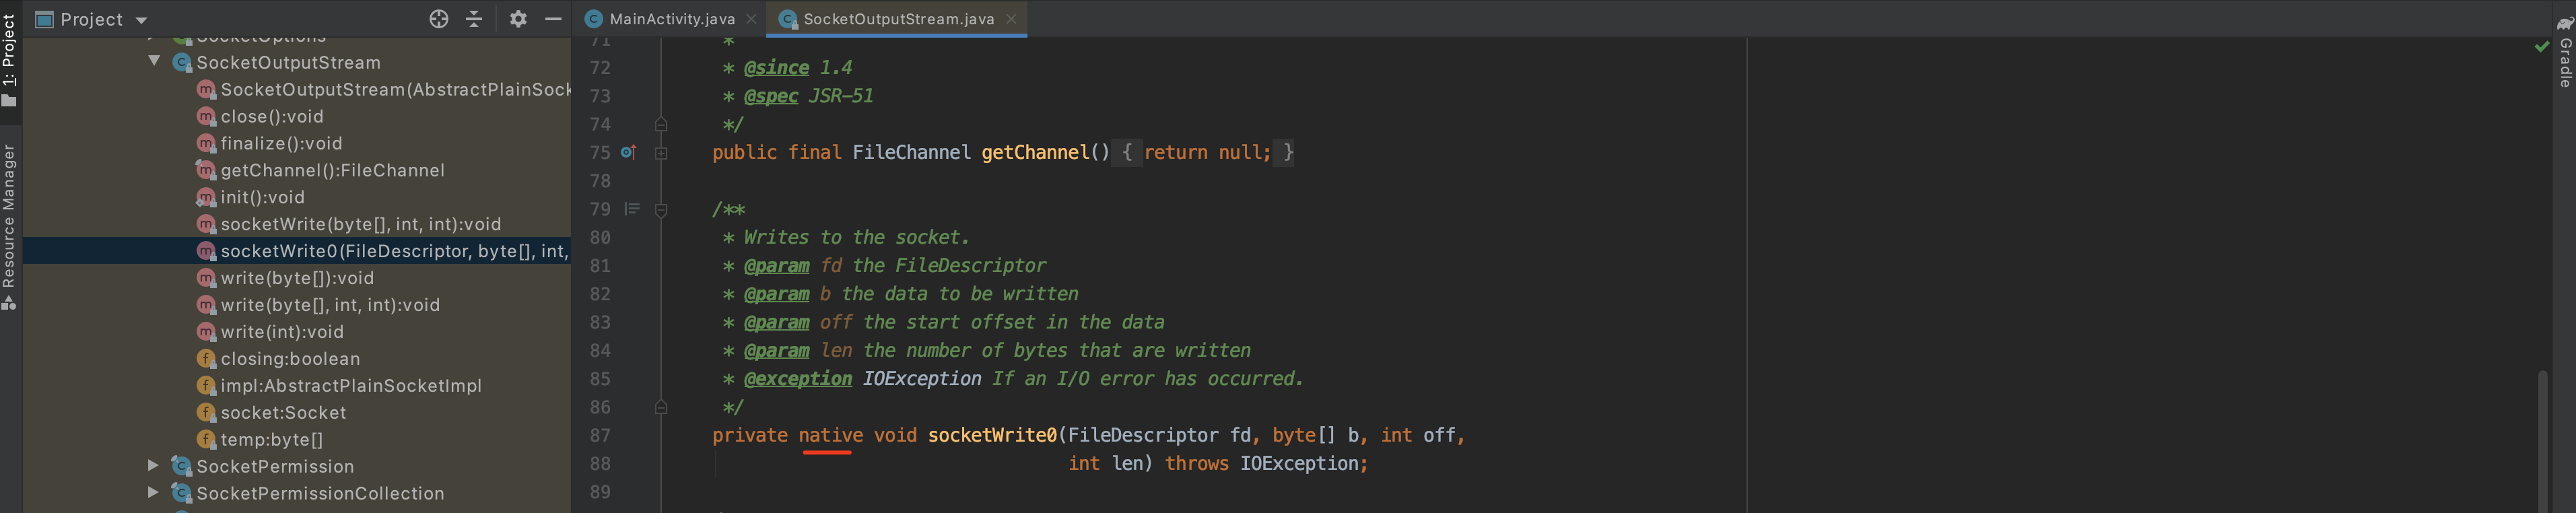 1: Project
Resource Manager
Project
SocketOptions
SocketOutputStream
SocketOutputStream(AbstractPlainSock
close():void
finalize():void
getChannel():FileChannel
init():void
socketWrite(byte[], int, int):void
socketWrite0(FileDescriptor, byte[], int,
write(byte[]):void
write(byte[], int, int):void
write(int):void
closing:boolean
impl:AbstractPlainSocketImpl
socket:Socket
temp:byte[]
SocketPermission
SocketPermissionCollection
MainActivity.java
SocketOutputStream.java
71 *
72 * @since 1.4
73 * @spec JSR-51
74 */
75 public final FileChannel getChannel() { return null; }
78
79 /**
80 * Writes to the socket.
81 * @param fd the FileDescriptor
82 * @param b the data to be written
83 * @param off the start offset in the data
84 * @param len the number of bytes that are written
85 * @exception IOException If an I/O error has occurred.
86 */
87 private native void socketWrite0(FileDescriptor fd, byte[] b, int off,
88 int len) throws IOException;
89
Gradle